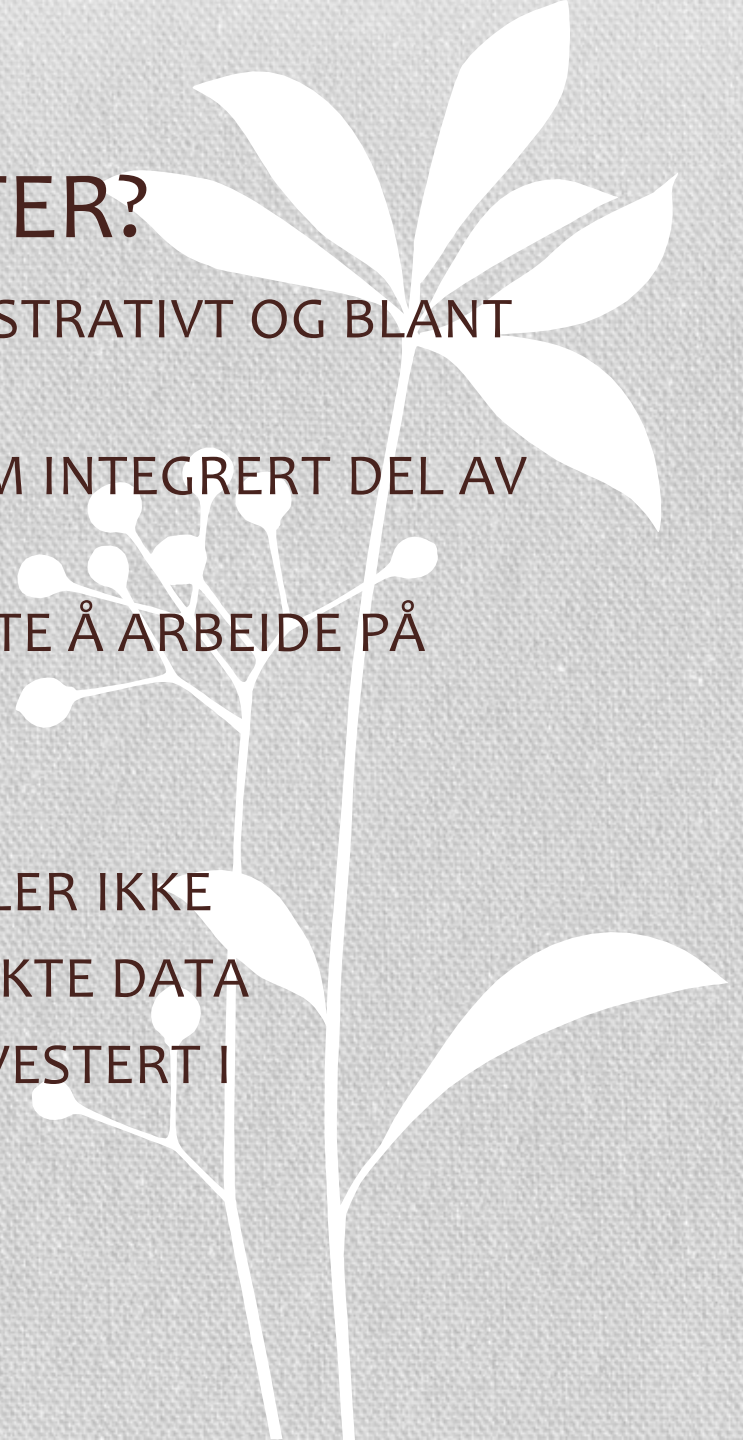 TER?
STRATIVT OG BLANT
M INTEGRERT DEL AV
TE Å ARBEIDE PÅ
LER IKKE
KTE DATA
VESTERT I